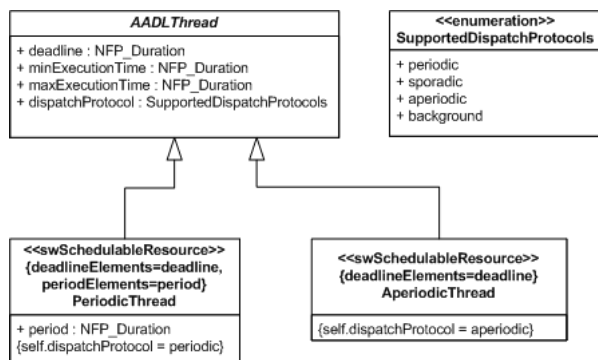 AADLThread
+ deadline : NFP_Duration
+ minExecutionTime : NFP_Duration
+ maxExecutionTime : NFP_Duration
+ dispatchProtocol : SupportedDispatchProtocols
<<enumeration>>
SupportedDispatchProtocols
+ periodic
+ sporadic
+ aperiodic
+ background
<<swSchedulableResource>>
{deadlineElements=deadline,
periodElements=period}
PeriodicThread
+ period : NFP_Duration
{self.dispatchProtocol = periodic}
<<swSchedulableResource>>
{deadlineElements=deadline}
AperiodicThread
{self.dispatchProtocol = aperiodic}